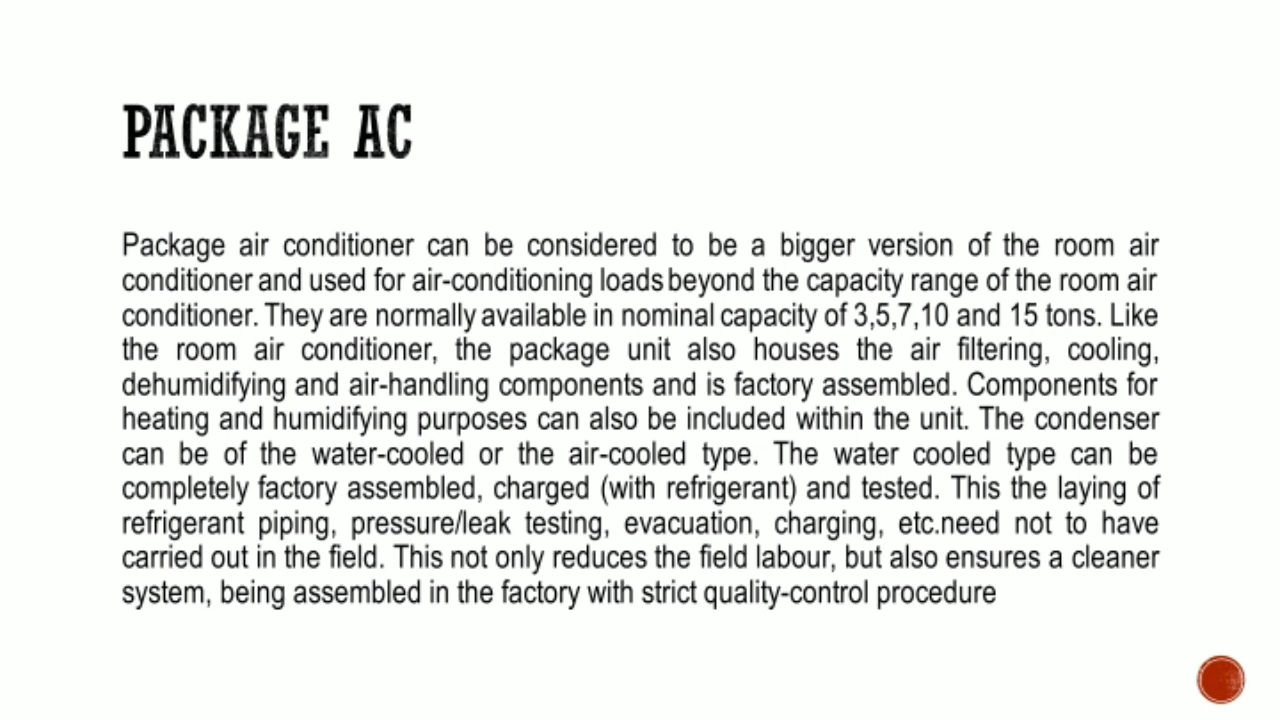 PACKAGE AC
Package air conditioner can be considered to be a bigger version of the room air
conditioner and used for air-conditioning loads beyond the capacity range of the room air
conditioner. They are normally available in nominal capacity of 3,5,7,10 and 15 tons. Like
the room air conditioner, the package unit also houses the air filtering, cooling,
dehumidifying and air-handling components and is factory assembled. Components for
heating and humidifying purposes can also be included within the unit. The condenser
can be of the water-cooled or the air-cooled type. The water cooled type can be
completely factory assembled, charged (with refrigerant) and tested. This the laying of
refrigerant piping, pressure/leak testing, evacuation, charging, etc.need not to have
carried out in the field. This not only reduces the field labour, but also ensures a cleaner
system, being assembled in the factory with strict quality-control procedure